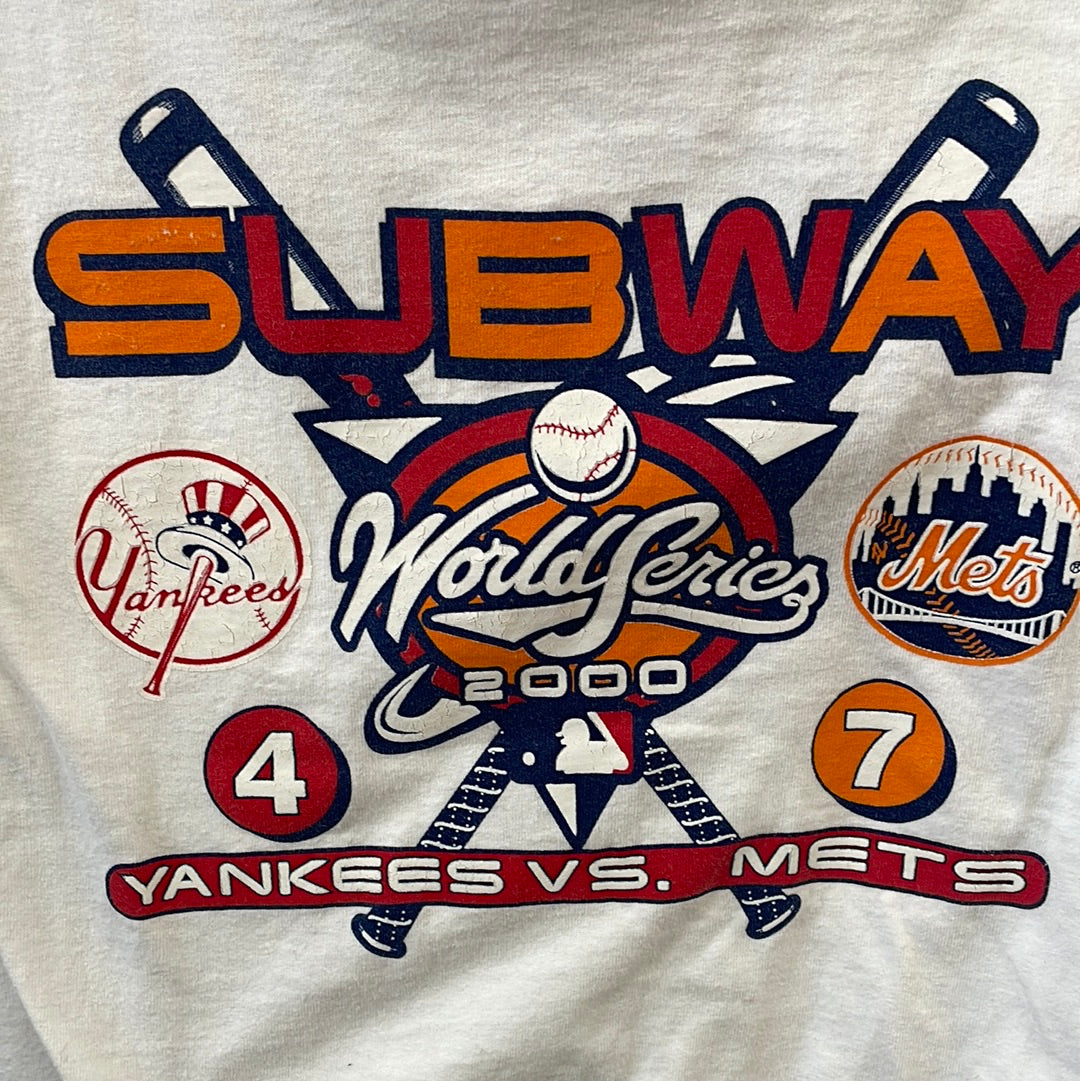 SUBWAY
Yankees
World Series
Mets
®
2000
4
7
YANKEES VS. METS